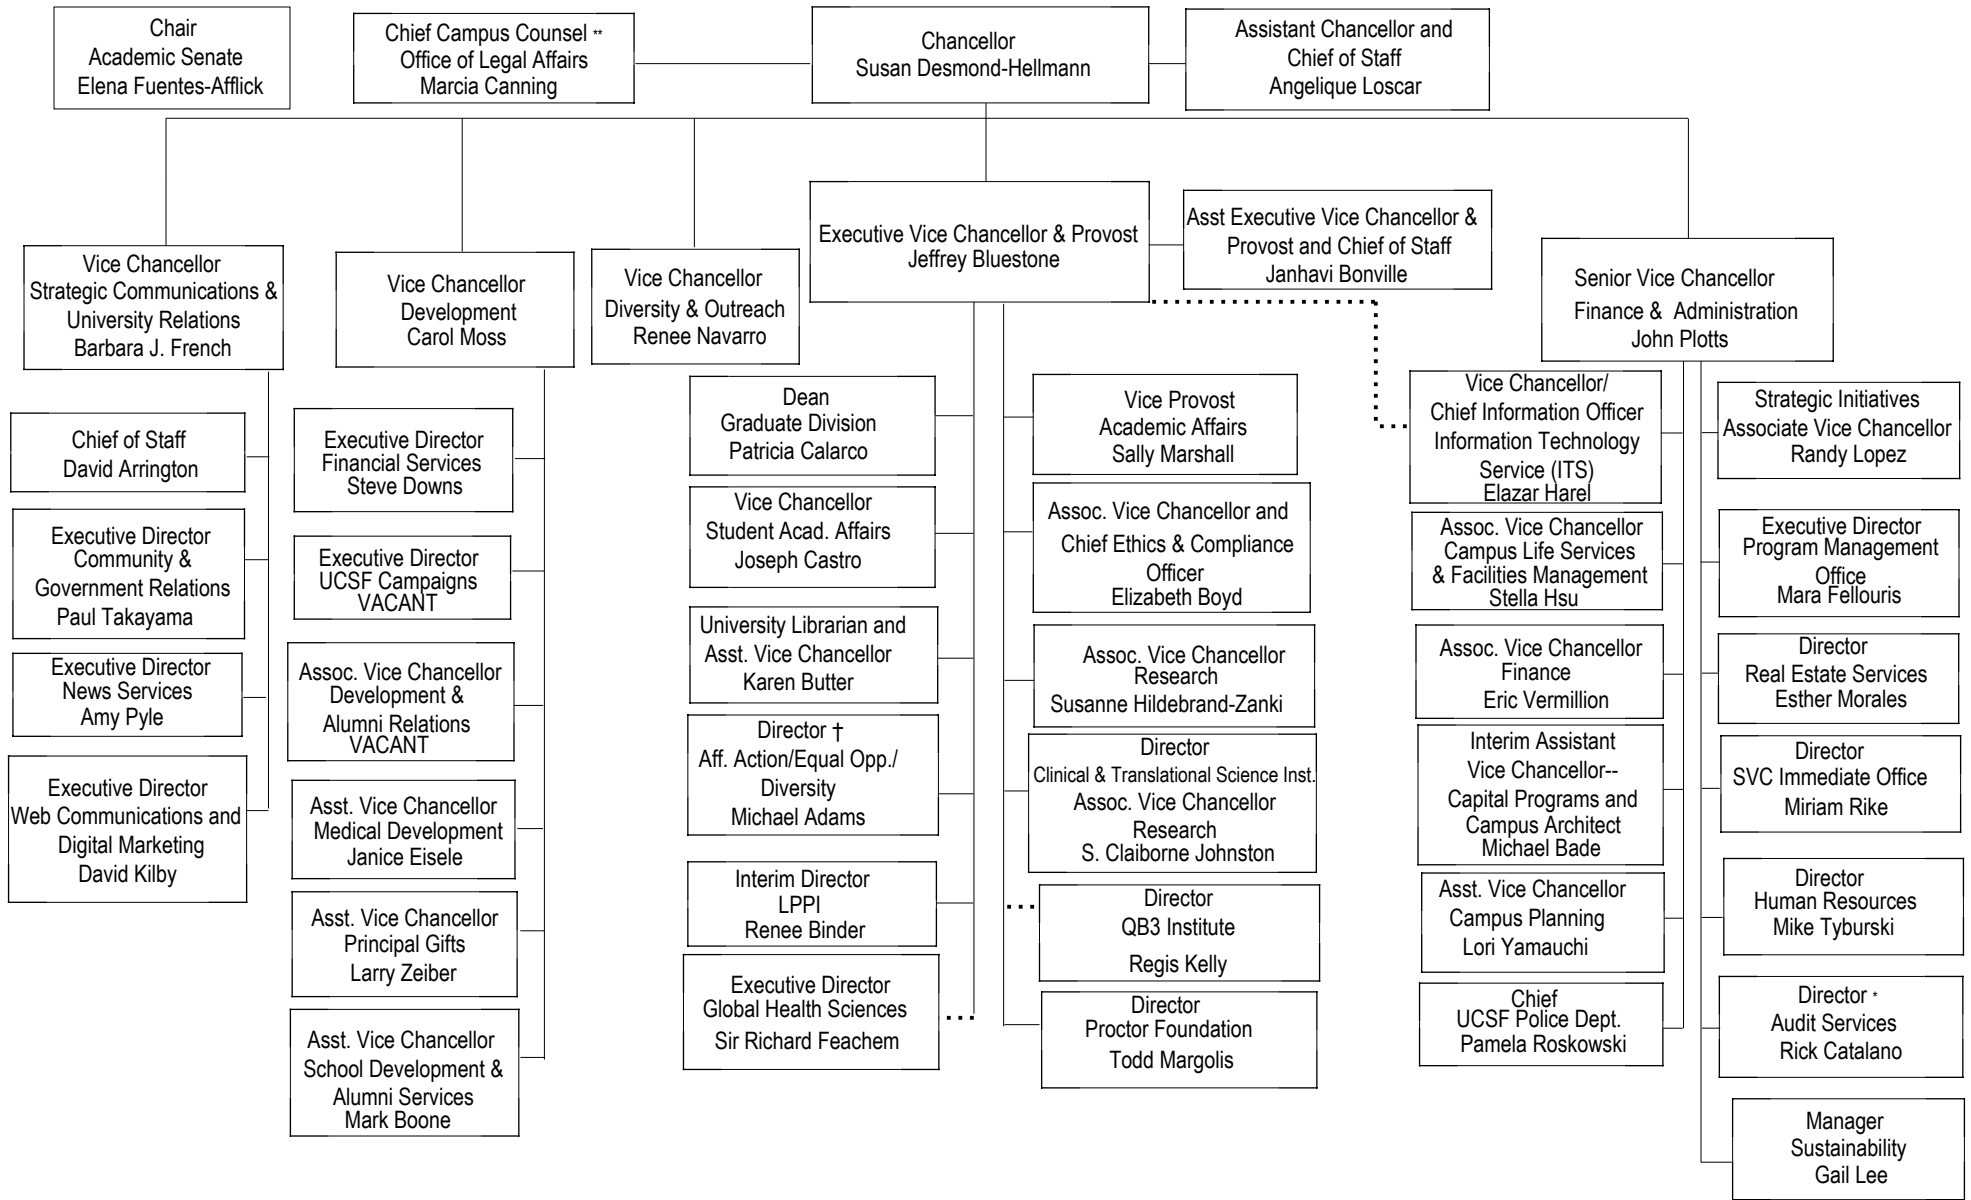 Chair
Academic Senate
Elena Fuentes-Afflick
Chief Campus Counsel **
Office of Legal Affairs
Marcia Canning
Chancellor
Susan Desmond-Hellmann
Assistant Chancellor and
Chief of Staff
Angelique Loscar
Executive Vice Chancellor & Provost
Jeffrey Bluestone
Asst Executive Vice Chancellor &
Provost and Chief of Staff
Janhavi Bonville
Vice Chancellor
Strategic Communications &
University Relations
Barbara J. French
Vice Chancellor
Development
Carol Moss
Vice Chancellor
Diversity & Outreach
Renee Navarro
Senior Vice Chancellor
Finance & Administration
John Plotts
Chief of Staff
David Arrington
Executive Director
Community &
Government Relations
Paul Takayama
Executive Director
News Services
Amy Pyle
Executive Director
Web Communications and
Digital Marketing
David Kilby
Executive Director
Financial Services
Steve Downs
Executive Director
UCSF Campaigns
VACANT
Assoc. Vice Chancellor
Development &
Alumni Relations
VACANT
Asst. Vice Chancellor
Medical Development
Janice Eisele
Asst. Vice Chancellor
Principal Gifts
Larry Zeiber
Asst. Vice Chancellor
School Development &
Alumni Services
Mark Boone
Dean
Graduate Division
Patricia Calarco
Vice Chancellor
Student Acad. Affairs
Joseph Castro
University Librarian and
Asst. Vice Chancellor
Karen Butter
Director †
Aff. Action/Equal Opp./
Diversity
Michael Adams
Interim Director
LPPI
Renee Binder
Executive Director
Global Health Sciences
Sir Richard Feachem
Vice Provost
Academic Affairs
Sally Marshall
Assoc. Vice Chancellor and
Chief Ethics & Compliance
Officer
Elizabeth Boyd
Assoc. Vice Chancellor
Research
Susanne Hildebrand-Zanki
Director
Clinical & Translational Science Inst.
Assoc. Vice Chancellor
Research
S. Claiborne Johnston
Director
QB3 Institute
Regis Kelly
Director
Proctor Foundation
Todd Margolis
Vice Chancellor/
Chief Information Officer
Information Technology
Service (ITS)
Elazar Harel
Assoc. Vice Chancellor
Campus Life Services
& Facilities Management
Stella Hsu
Assoc. Vice Chancellor
Finance
Eric Vermillion
Interim Assistant
Vice Chancellor--
Capital Programs and
Campus Architect
Michael Bade
Asst. Vice Chancellor
Campus Planning
Lori Yamauchi
Chief
UCSF Police Dept.
Pamela Roskowski
Strategic Initiatives
Associate Vice Chancellor
Randy Lopez
Executive Director
Program Management
Office
Mara Fellouris
Director
Real Estate Services
Esther Morales
Director
SVC Immediate Office
Miriam Rike
Director
Human Resources
Mike Tyburski
Director *
Audit Services
Rick Catalano
Manager
Sustainability
Gail Lee